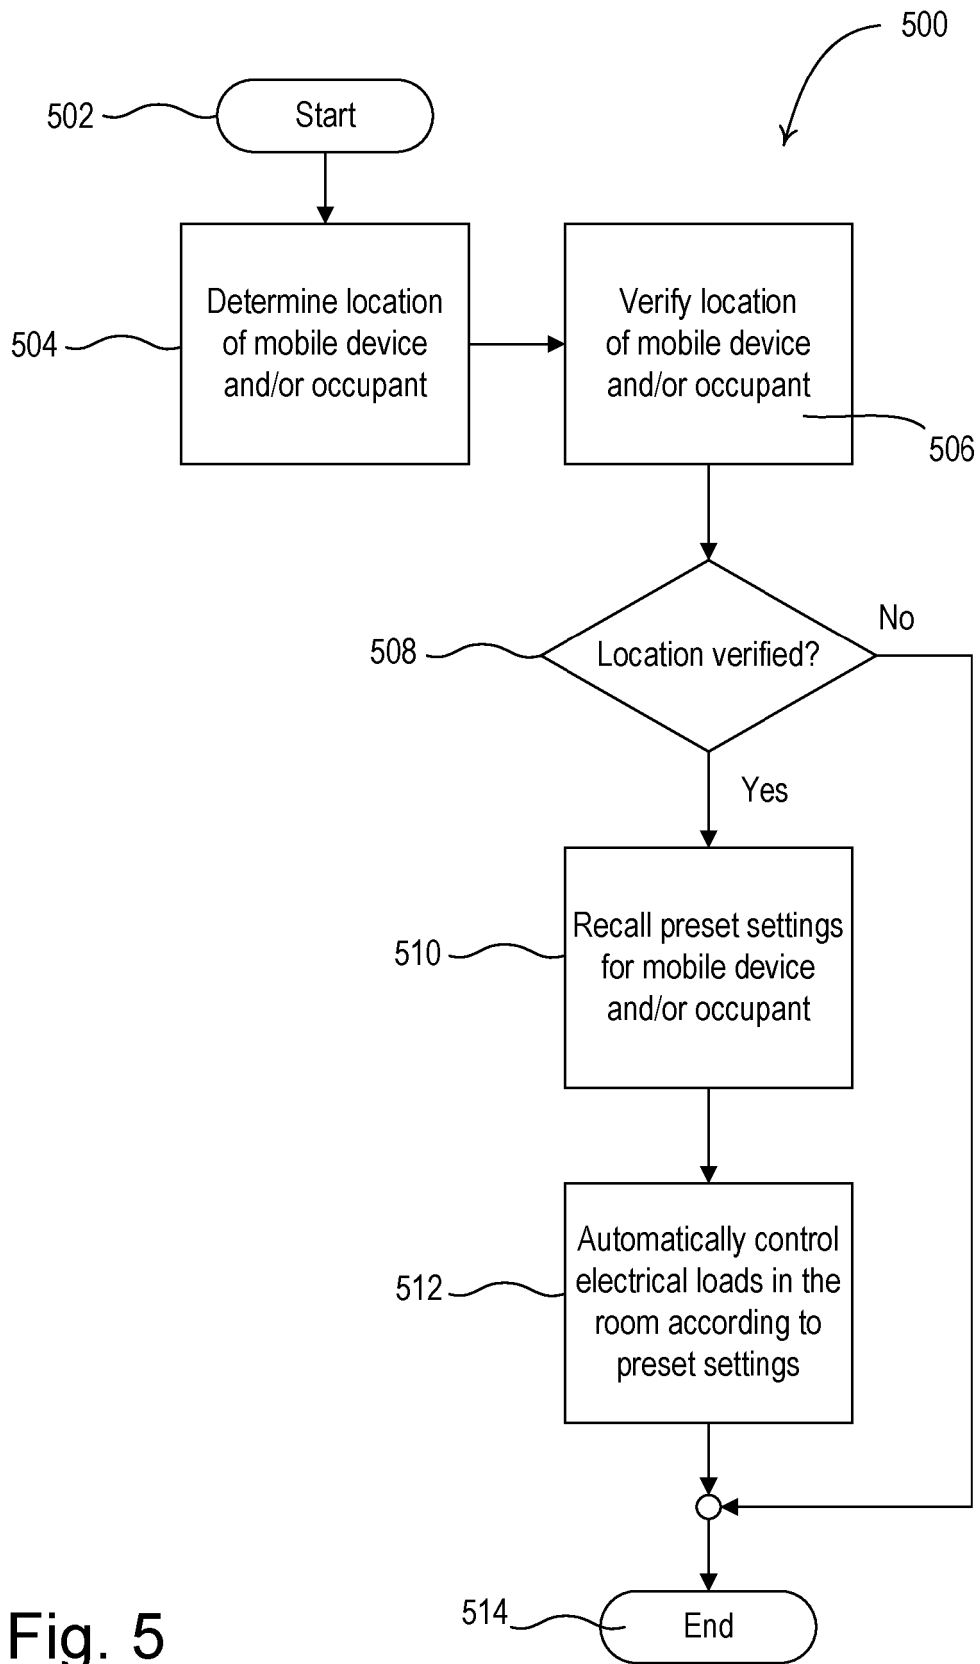 500
502
Start
504
Determine location
of mobile device
and/or occupant
Verify location
of mobile device
and/or occupant
506
508
Location verified?
No
Yes
510
Recall preset settings
for mobile device
and/or occupant
512
Automatically control
electrical loads in the
room according to
preset settings
514
End
Fig. 5